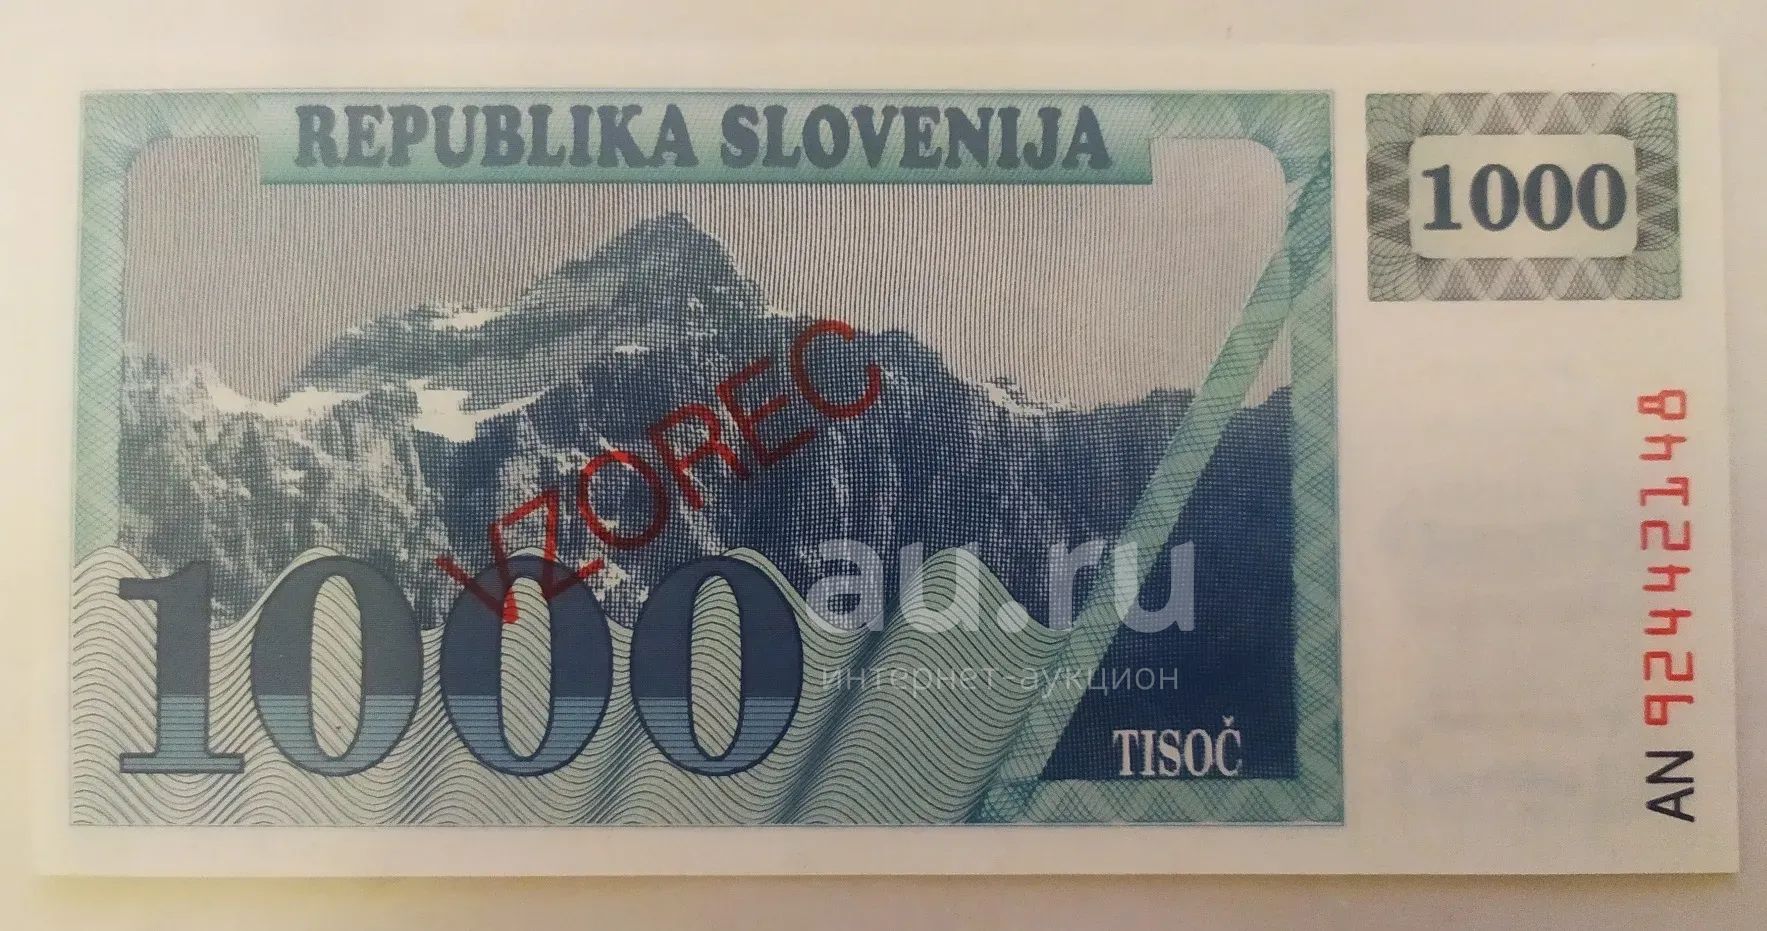 REPUBLIKA SLOVENIJA
1000
VZOREC
1000
TISOČ
AN 92442148
au.ru
интернет-аукцион